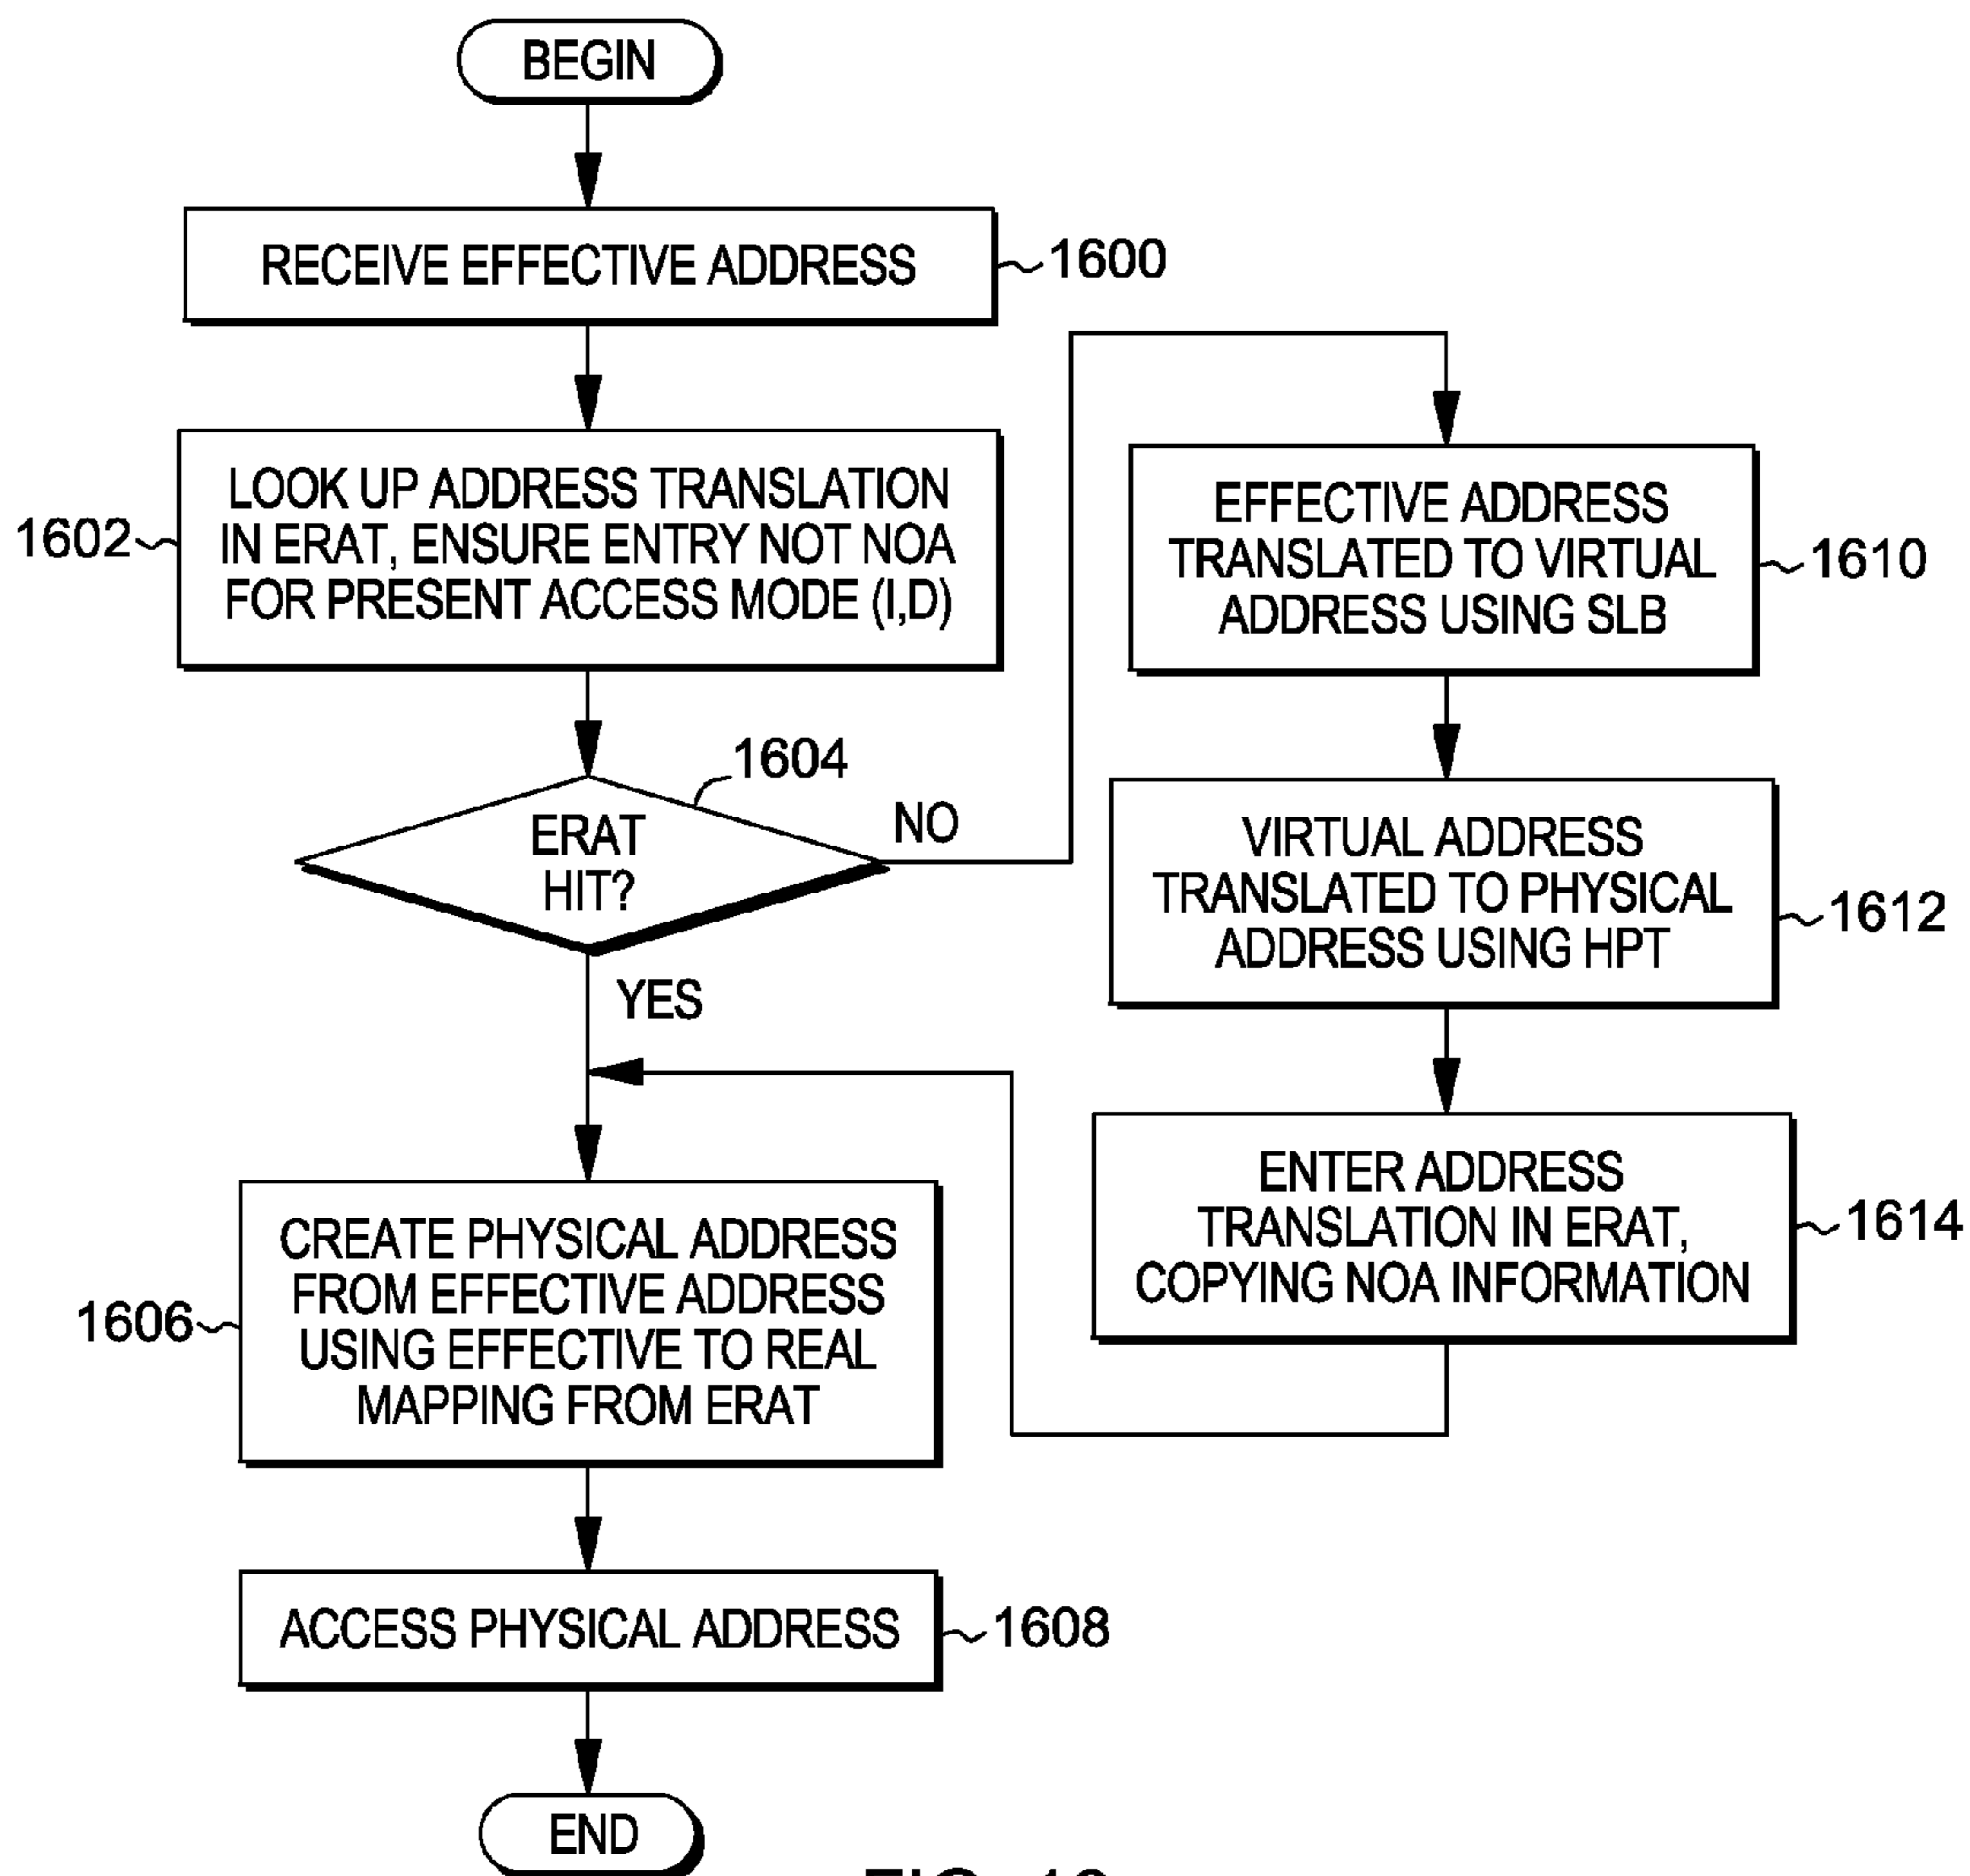 BEGIN
RECEIVE EFFECTIVE ADDRESS
1600
LOOK UP ADDRESS TRANSLATION
IN ERAT, ENSURE ENTRY NOT NOA
FOR PRESENT ACCESS MODE (I,D)
1602
1604
ERAT
HIT?
NO
YES
CREATE PHYSICAL ADDRESS
FROM EFFECTIVE ADDRESS
USING EFFECTIVE TO REAL
MAPPING FROM ERAT
1606
ACCESS PHYSICAL ADDRESS
1608
END
EFFECTIVE ADDRESS
TRANSLATED TO VIRTUAL
ADDRESS USING SLB
1610
VIRTUAL ADDRESS
TRANSLATED TO PHYSICAL
ADDRESS USING HPT
1612
ENTER ADDRESS
TRANSLATION IN ERAT,
COPYING NOA INFORMATION
1614